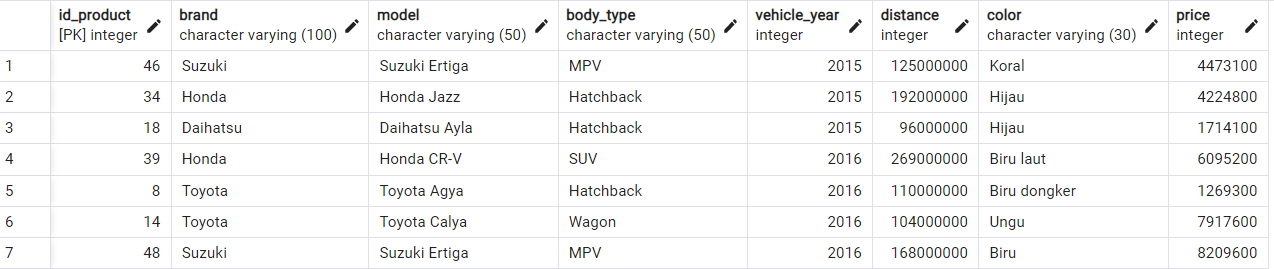 id_product brand model body_type vehicle_year distance color price
[PK] integer character varying (100) character varying (50) character varying (50) integer integer character varying (30) integer
1 46 Suzuki Suzuki Ertiga MPV 2015 125000000 Koral 4473100
2 34 Honda Honda Jazz Hatchback 2015 192000000 Hijau 4224800
3 18 Daihatsu Daihatsu Ayla Hatchback 2015 96000000 Hijau 1714100
4 39 Honda Honda CR-V SUV 2016 269000000 Biru laut 6095200
5 8 Toyota Toyota Agya Hatchback 2016 110000000 Biru dongker 1269300
6 14 Toyota Toyota Calya Wagon 2016 104000000 Ungu 7917600
7 48 Suzuki Suzuki Ertiga MPV 2016 168000000 Biru 8209600